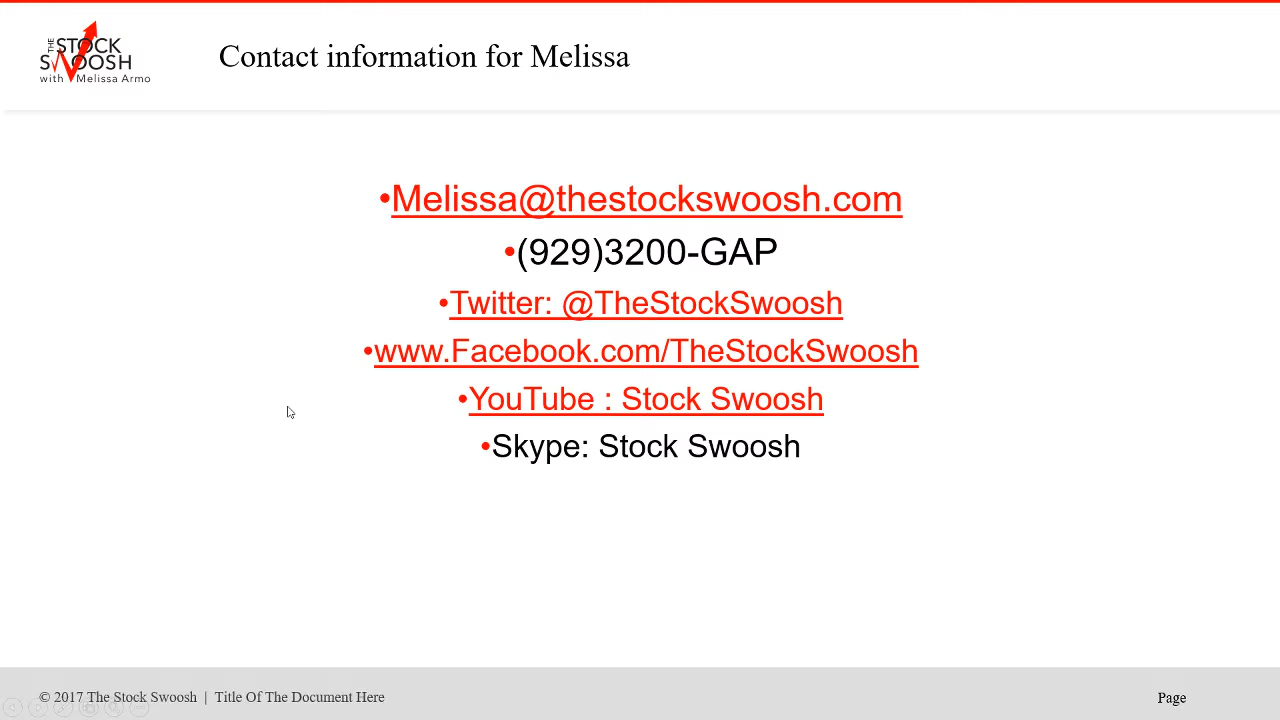 THE STOCK
SWOOSH
with Melissa Armo
Contact information for Melissa
•Melissa@thestockswoosh.com
•(929)3200-GAP
•Twitter: @TheStockSwoosh
•www.Facebook.com/TheStockSwoosh
•YouTube : Stock Swoosh
•Skype: Stock Swoosh
© 2017 The Stock Swoosh | Title Of The Document Here
Page